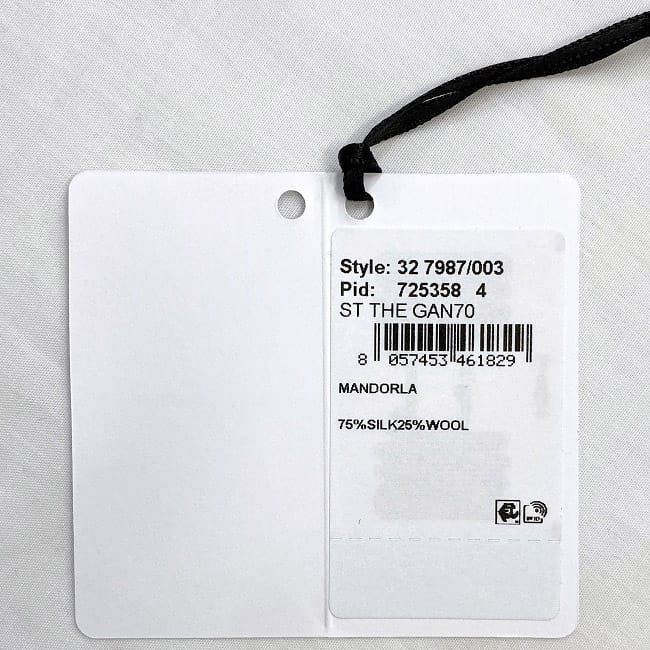 Style: 32 7987/003
Pid: 725358 4
ST THE GAN70
8 057453 461829
MANDORLA
75%SILK25%WOOL